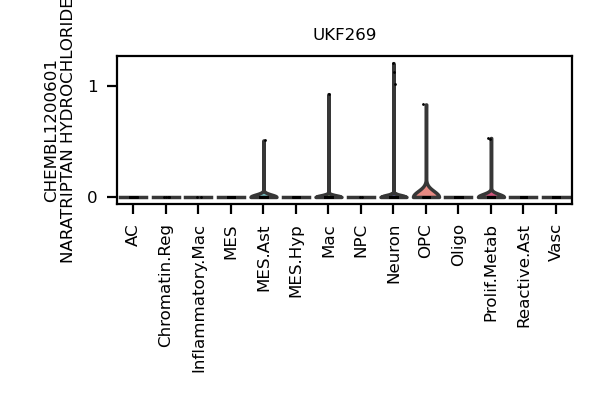 UKF269
CHEMBL1200601
NARATRIPTAN HYDROCHLORIDE
1
0
AC
Chromatin.Reg
Inflammatory.Mac
MES
MES.Ast
MES.Hyp
Mac
NPC
Neuron
OPC
Oligo
Prolif.Metab
Reactive.Ast
Vasc